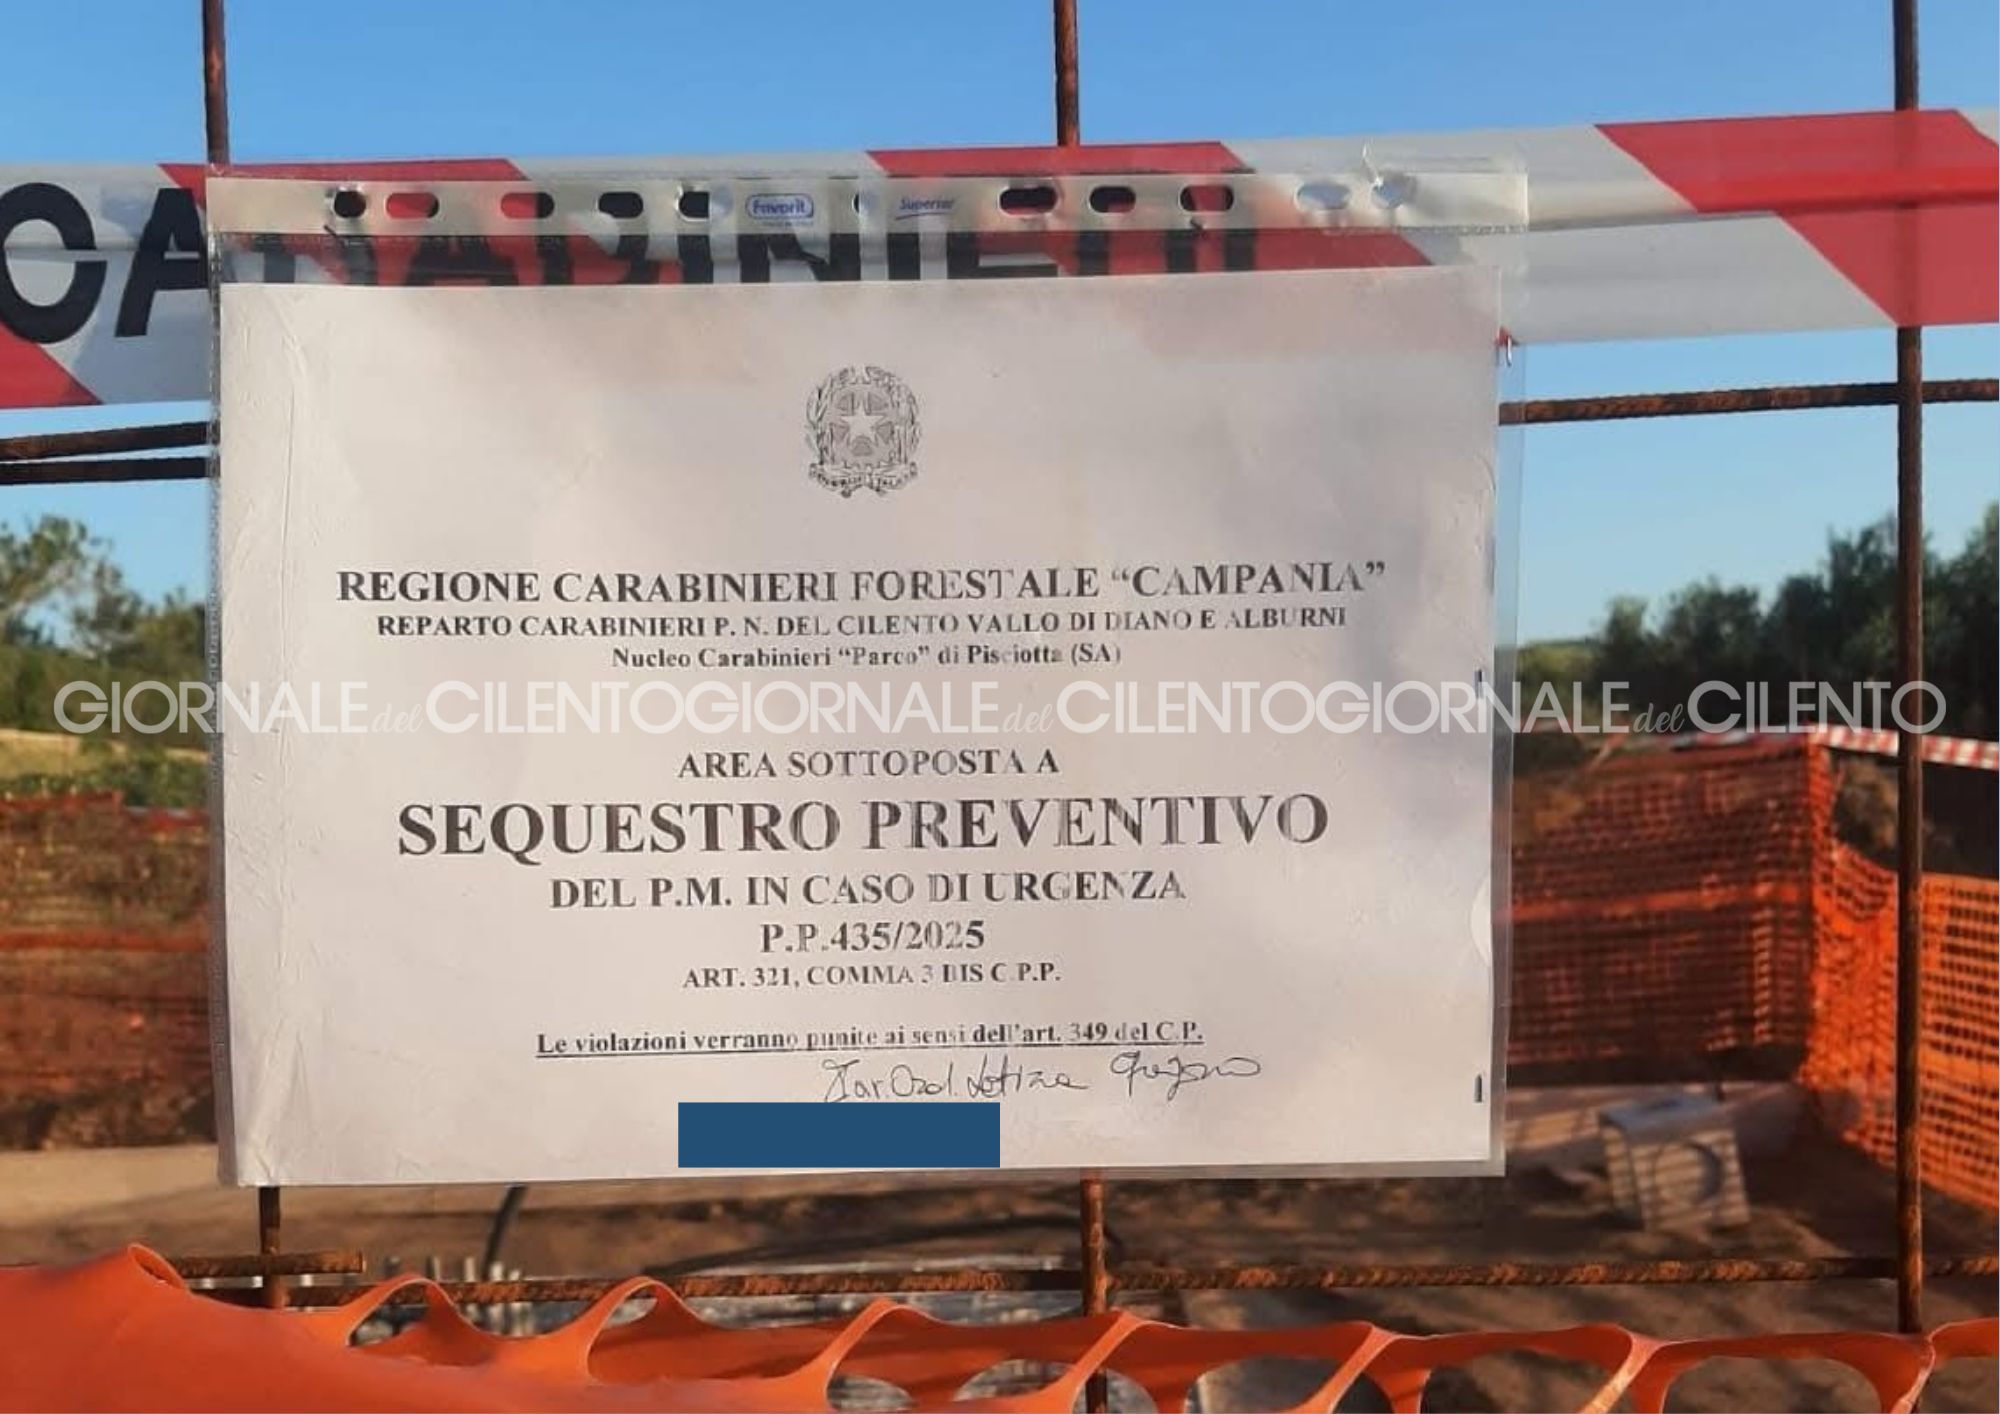 CARABINIERI
Favorit Superior
REGIONE CARABINIERI FORESTALE “CAMPANIA”
REPARTO CARABINIERI P. N. DEL CILENTO VALLO DI DIANO E ALBURNI
Nucleo Carabinieri “Parco” di Pisciotta (SA)
GIORNALE del CILENTO GIORNALE del CILENTO GIORNALE del CILENTO
AREA SOTTOPOSTA A
SEQUESTRO PREVENTIVO
DEL P.M. IN CASO DI URGENZA
P.P.435/2025
ART. 321, COMMA 3 BIS C.P.P.
Le violazioni verranno punite ai sensi dell’art. 349 del C.P.